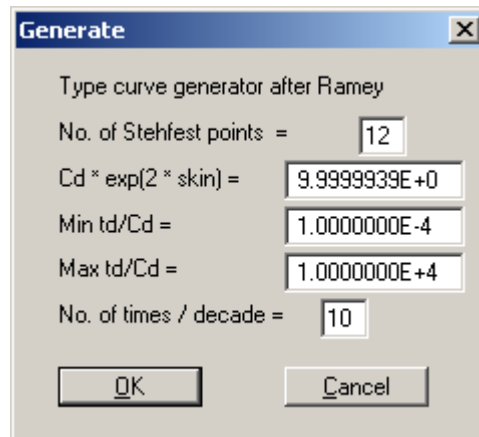 Generate
Type curve generator after Ramey
No. of Stehfest points = 12
Cd * exp(2 * skin) = 9.9999939E+0
Min td/Cd = 1.0000000E-4
Max td/Cd = 1.0000000E+4
No. of times / decade = 10
OK Cancel